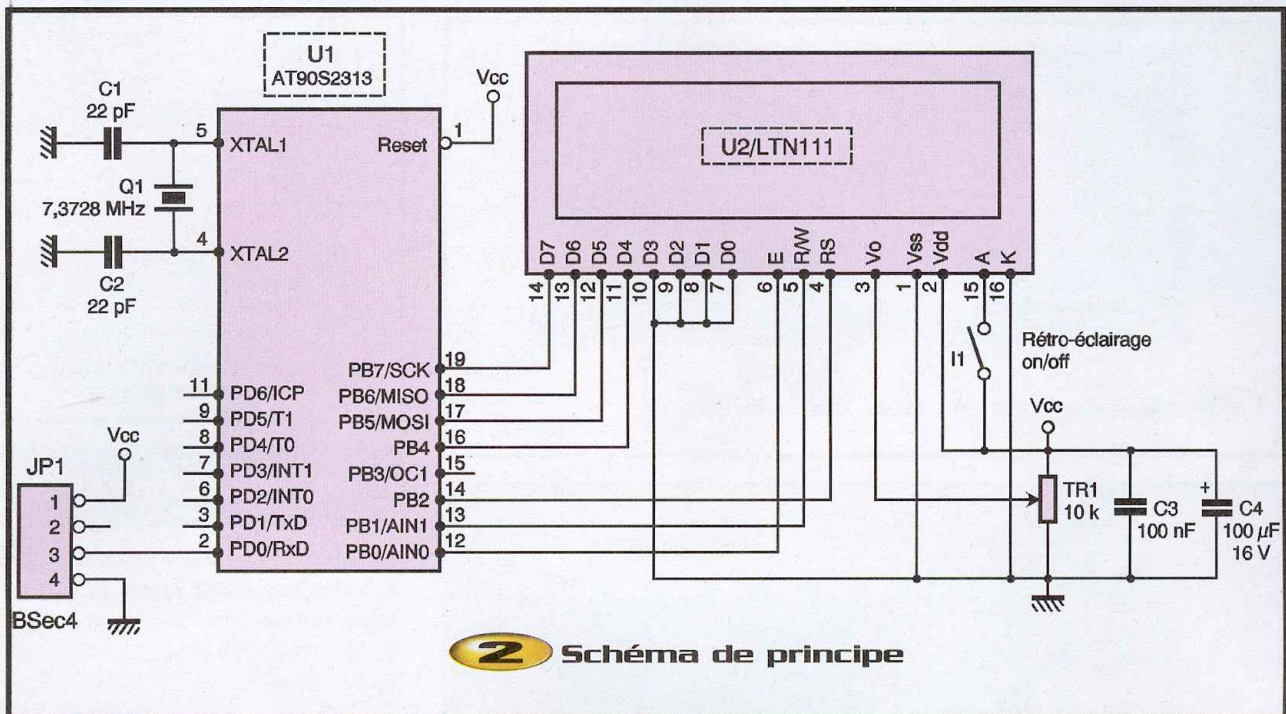 U1
AT90S2313
C1
22 pF
Q1
7,3728 MHz
C2
22 pF
5
XTAL1
4
XTAL2
Reset
1
Vcc
U2/LTN111
D7
D6
D5
D4
D3
D2
D1
D0
E
R/W
RS
Vo
Vss
Vdd
A
K
14
13
12
11
10
9
8
7
6
5
4
3
1
2
15
16
I1
Rétro-éclairage
on/off
PB7/SCK 19
PB6/MISO 18
PB5/MOSI 17
PB4 16
PB3/OC1 15
PB2 14
PB1/AIN1 13
PB0/AIN0 12
11 PD6/ICP
9 PD5/T1
8 PD4/T0
7 PD3/INT1
6 PD2/INT0
3 PD1/TxD
2 PD0/RxD
Vcc
JP1
1
2
3
4
BSec4
Vcc
TR1
10 k
C3
100 nF
+
C4
100 µF
16 V
2 Schéma de principe